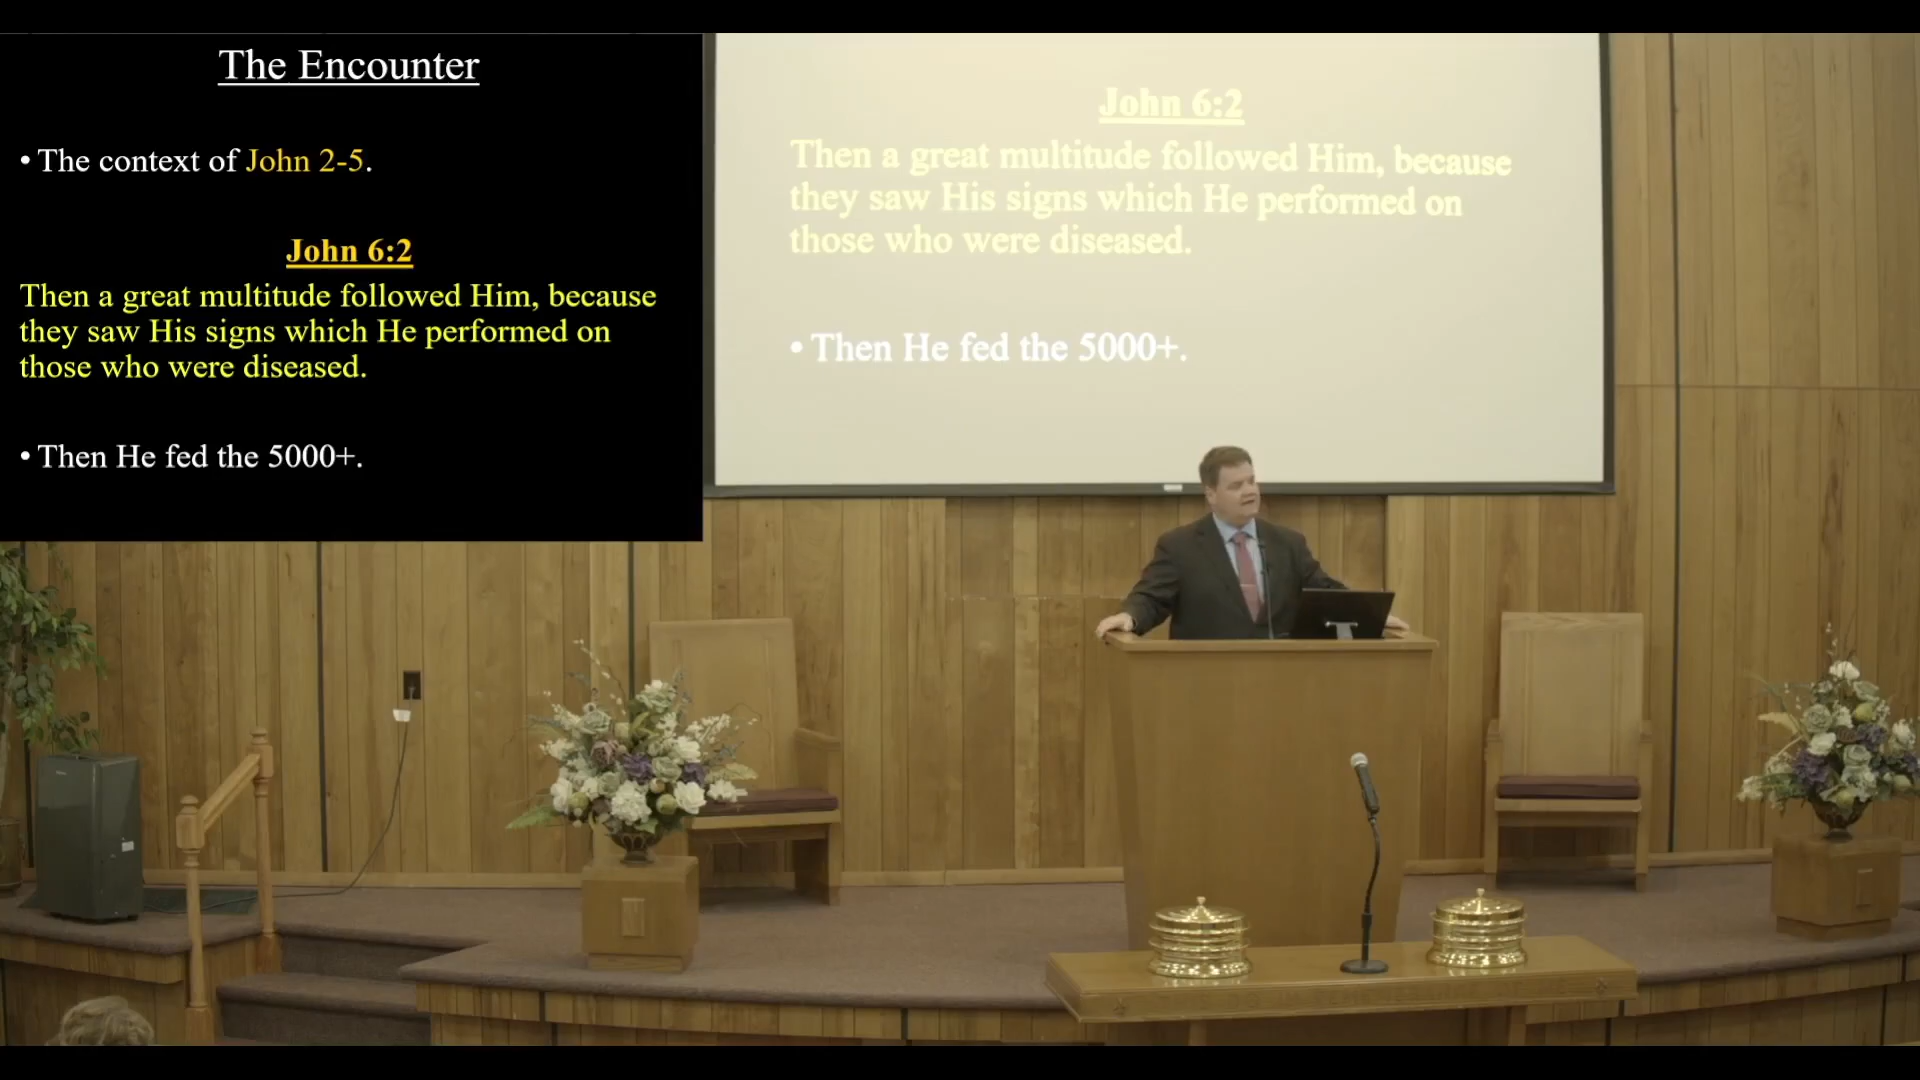 The Encounter
• The context of John 2-5.
John 6:2
Then a great multitude followed Him, because
they saw His signs which He performed on
those who were diseased.
• Then He fed the 5000+.
John 6:2
Then a great multitude followed Him, because
they saw His signs which He performed on
those who were diseased.
• Then He fed the 5000+.